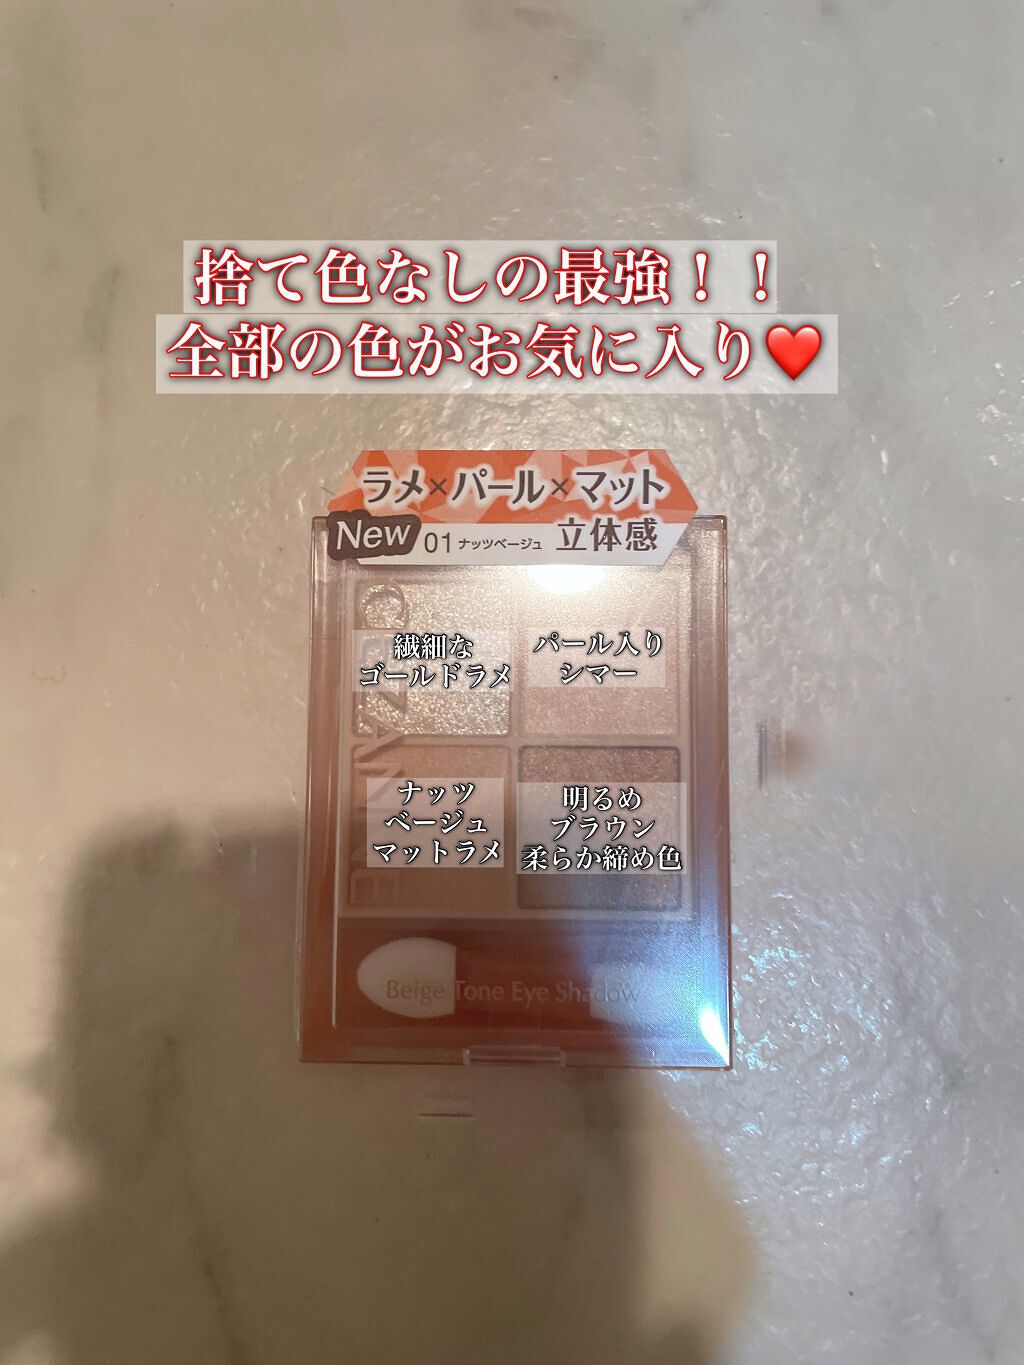 捨て色なしの最強！！
全部の色がお気に入り❤️
ラメ×パール×マット
New 01 ナッツベージュ 立体感
CEZANNE
繊細な
ゴールドラメ
パール入り
シマー
ナッツ
ベージュ
マットラメ
明るめ
ブラウン
柔らか締め色
Beige Tone Eye Shadow